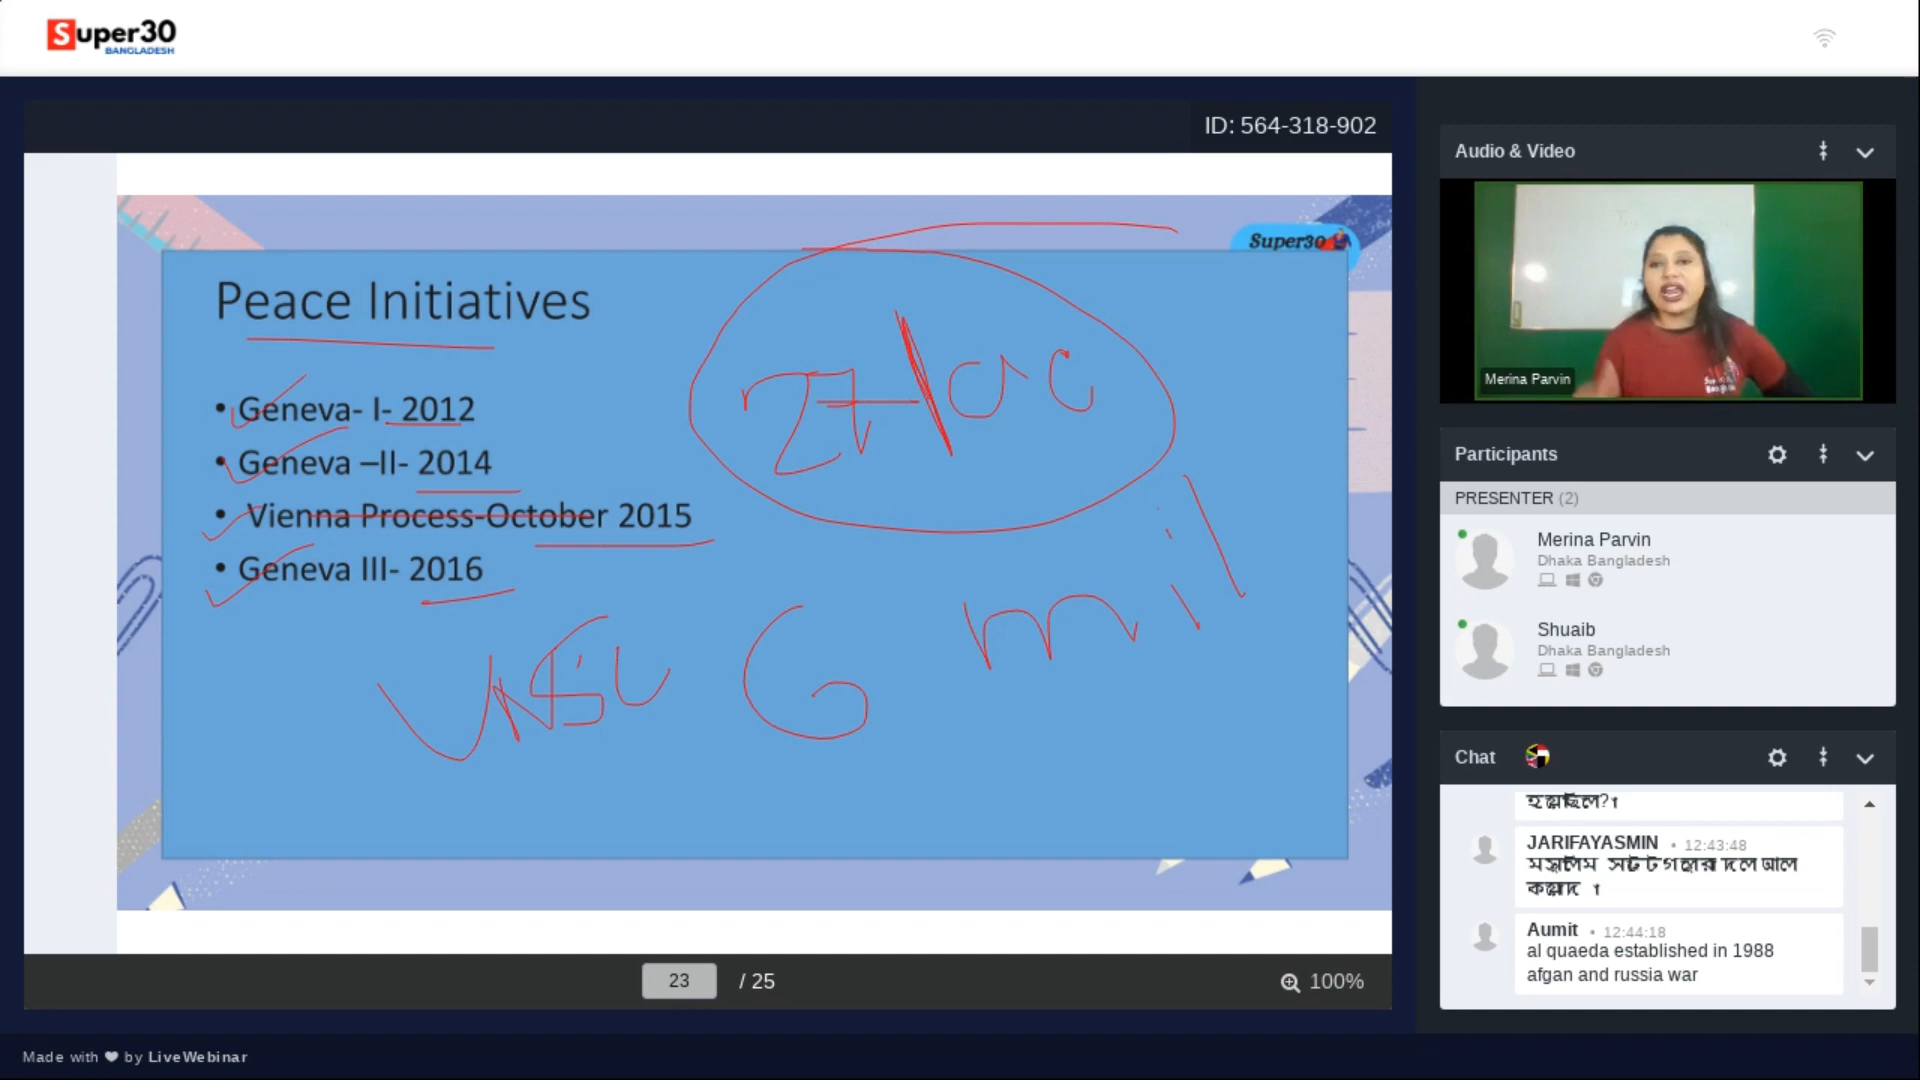 Super30
BANGLADESH
ID: 564-318-902
Super30
Peace Initiatives
• Geneva- I- 2012
• Geneva –II- 2014
• Vienna Process-October 2015
• Geneva III- 2016
UNSC 6 mil
23 / 25
100%
Audio & Video
Merina Parvin
Participants
PRESENTER (2)
Merina Parvin
Dhaka Bangladesh
Shuaib
Dhaka Bangladesh
Chat
JARIFAYASMIN • 12:43:48
Aumit • 12:44:18
al quaeda established in 1988
afgan and russia war
Made with ❤ by LiveWebinar